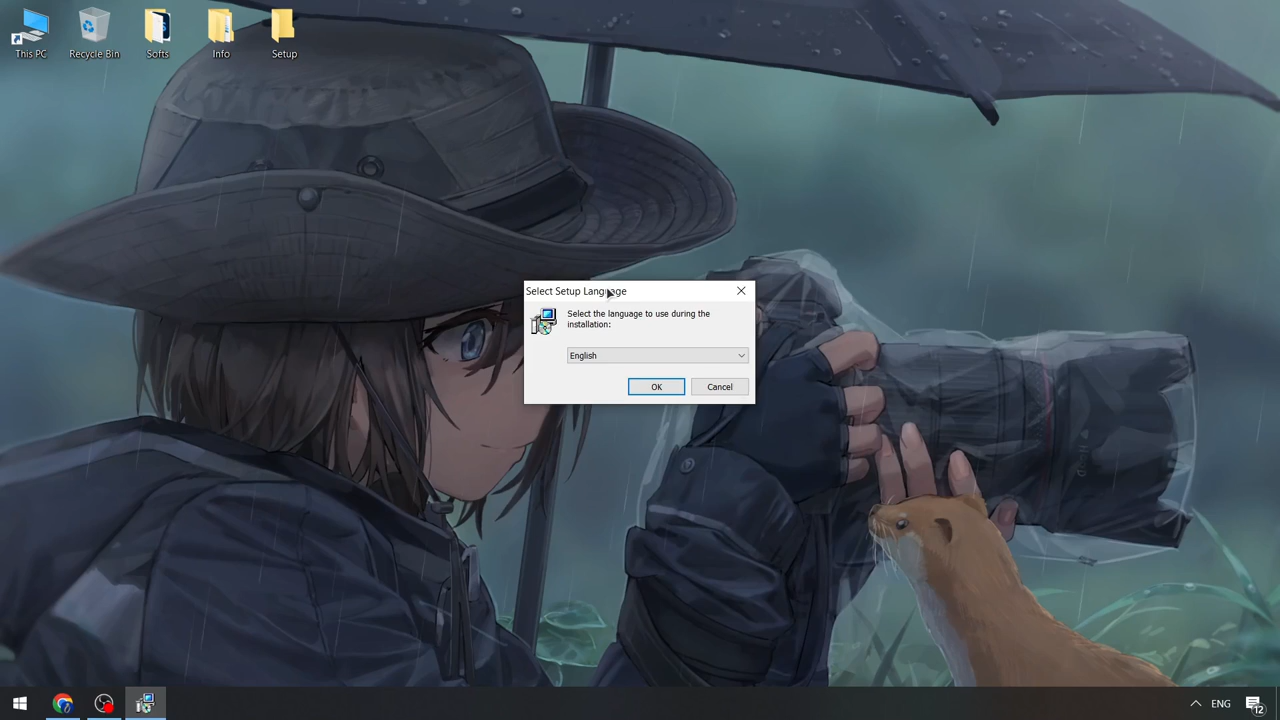 This PC
Recycle Bin
Softs
Info
Setup
Select Setup Language
Select the language to use during the
installation:
English
OK
Cancel
ENG
12